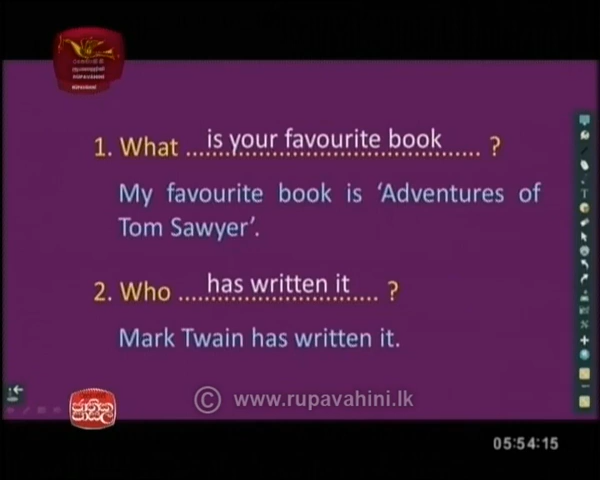 RUPAVAHINI
1. What is your favourite book ?
My favourite book is ‘Adventures of
Tom Sawyer’.
2. Who has written it ?
Mark Twain has written it.
© www.rupavahini.lk
05:54:15